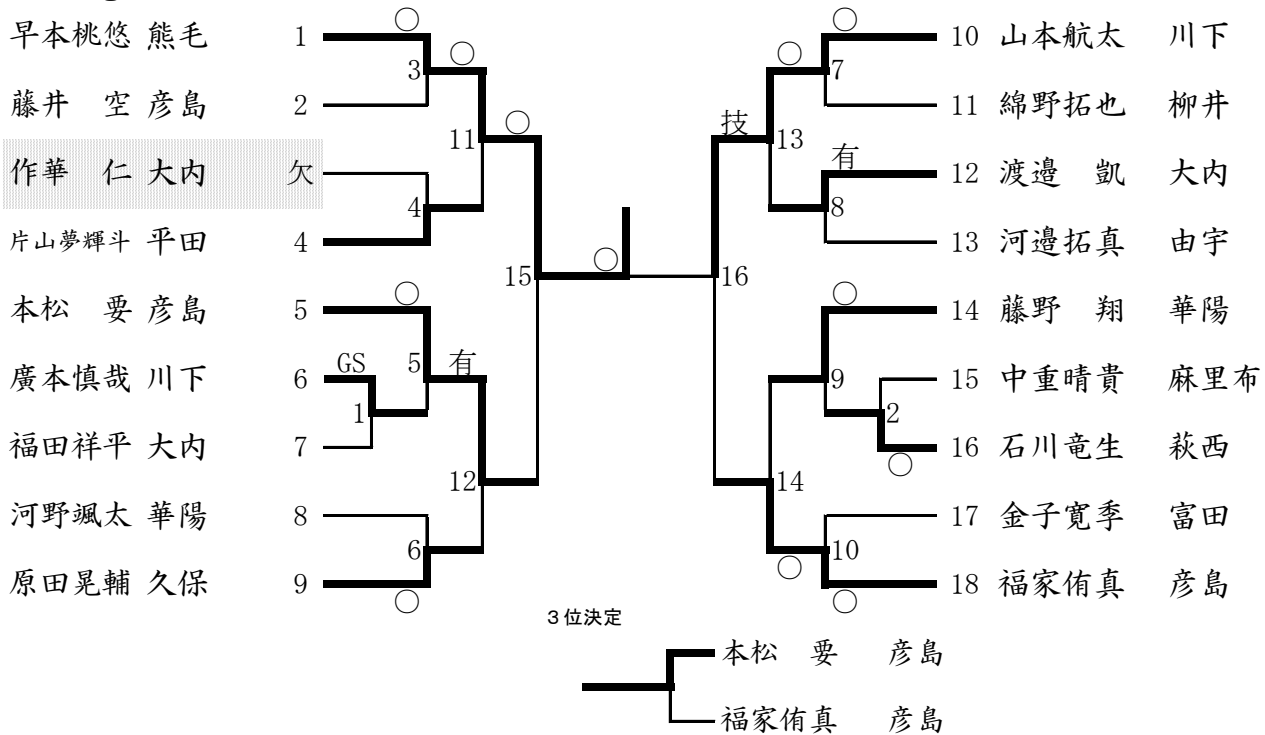 早本桃悠 熊毛 1
藤井 空 彦島 2
作華 仁 大内 欠
片山夢輝斗 平田 4
本松 要 彦島 5
廣本慎哉 川下 6
福田祥平 大内 7
河野颯太 華陽 8
原田晃輔 久保 9
○
○
3
○
11
4
○
5
有
GS
1
12
6
○
15
○
○
10 山本航太 川下
11 綿野拓也 柳井
12 渡邉 凱 大内
13 河邉拓真 由宇
14 藤野 翔 華陽
15 中重晴貴 麻里布
16 石川竜生 萩西
17 金子寛季 富田
18 福家侑真 彦島
○
○
7
技
13
有
8
16
○
9
2
○
14
10
○
○
3位決定
本松 要 彦島
福家侑真 彦島